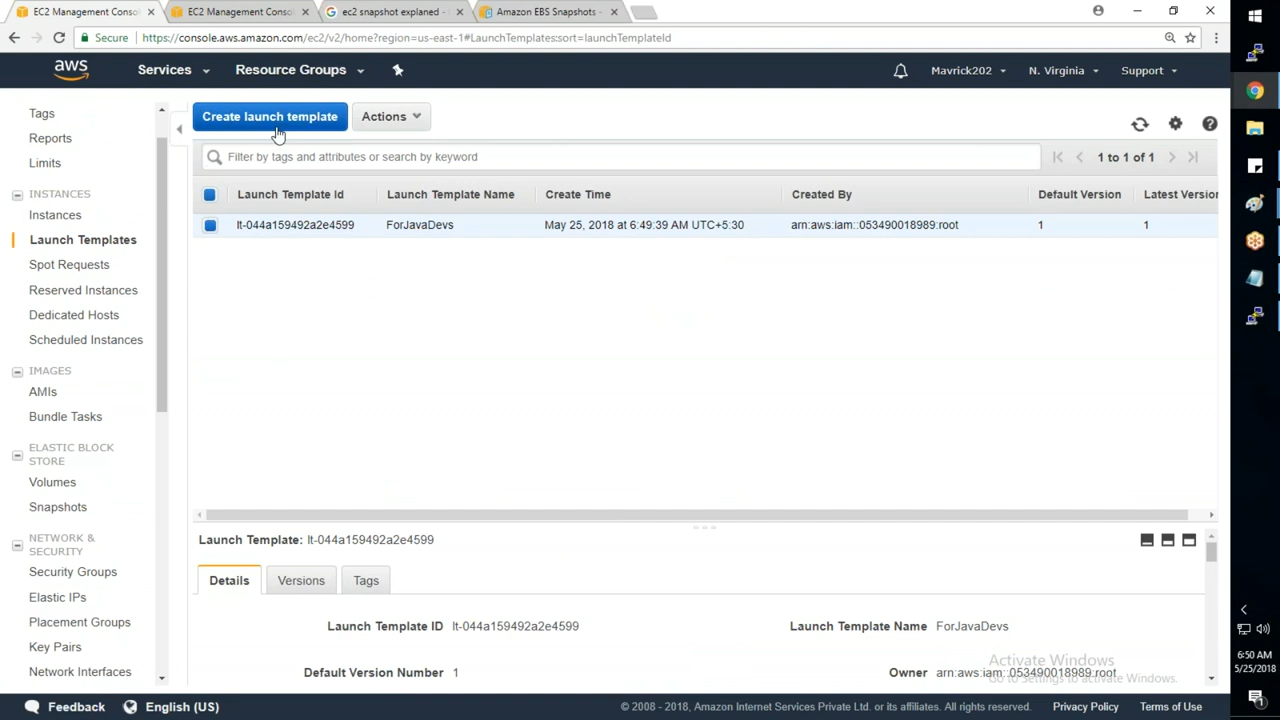 EC2 Management Conso
EC2 Management Conso
ec2 snapshot explaned -
Amazon EBS Snapshots -
Secure
https://console.aws.amazon.com/ec2/v2/home?region=us-east-1#LaunchTemplates:sort=launchTemplateId
aws
Services
Resource Groups
Mavrick202
N. Virginia
Support
Tags
Reports
Limits
INSTANCES
Instances
Launch Templates
Spot Requests
Reserved Instances
Dedicated Hosts
Scheduled Instances
IMAGES
AMIs
Bundle Tasks
ELASTIC BLOCK
STORE
Volumes
Snapshots
NETWORK &
SECURITY
Security Groups
Elastic IPs
Placement Groups
Key Pairs
Network Interfaces
Create launch template
Actions
Filter by tags and attributes or search by keyword
1 to 1 of 1
Launch Template Id Launch Template Name Create Time Created By Default Version Latest Version
lt-044a159492a2e4599 ForJavaDevs May 25, 2018 at 6:49:39 AM UTC+5:30 arn:aws:iam::053490018989:root 1 1
Launch Template: lt-044a159492a2e4599
Details Versions Tags
Launch Template ID lt-044a159492a2e4599
Launch Template Name ForJavaDevs
Default Version Number 1
Owner arn:aws:iam::053490018989:root
Activate Windows
Go to Settings to activate Windows.
Feedback
English (US)
© 2008 - 2018, Amazon Internet Services Private Ltd. or its affiliates. All rights reserved.
Privacy Policy
Terms of Use
6:50 AM
5/25/2018
1